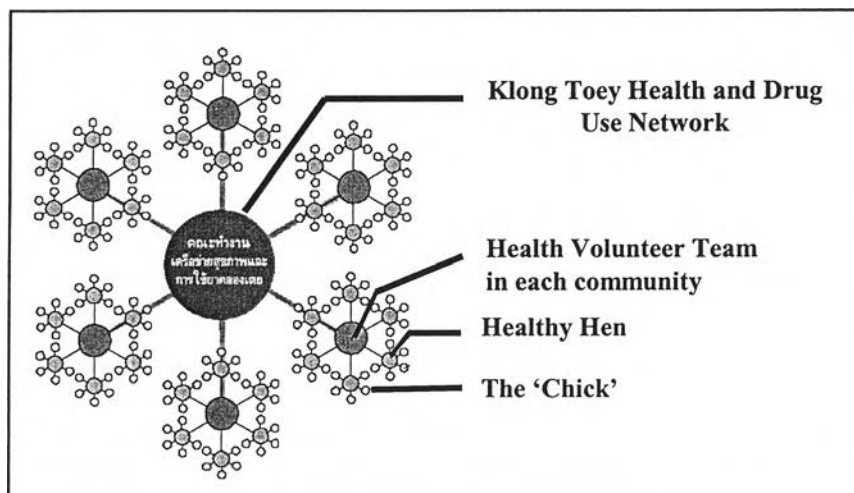 Klong Toey Health and Drug
Use Network
คณะทำงาน
เครือข่ายสุขภาพและ
การใช้ยาคลองเตย
Health Volunteer Team
in each community
Healthy Hen
The ‘Chick’